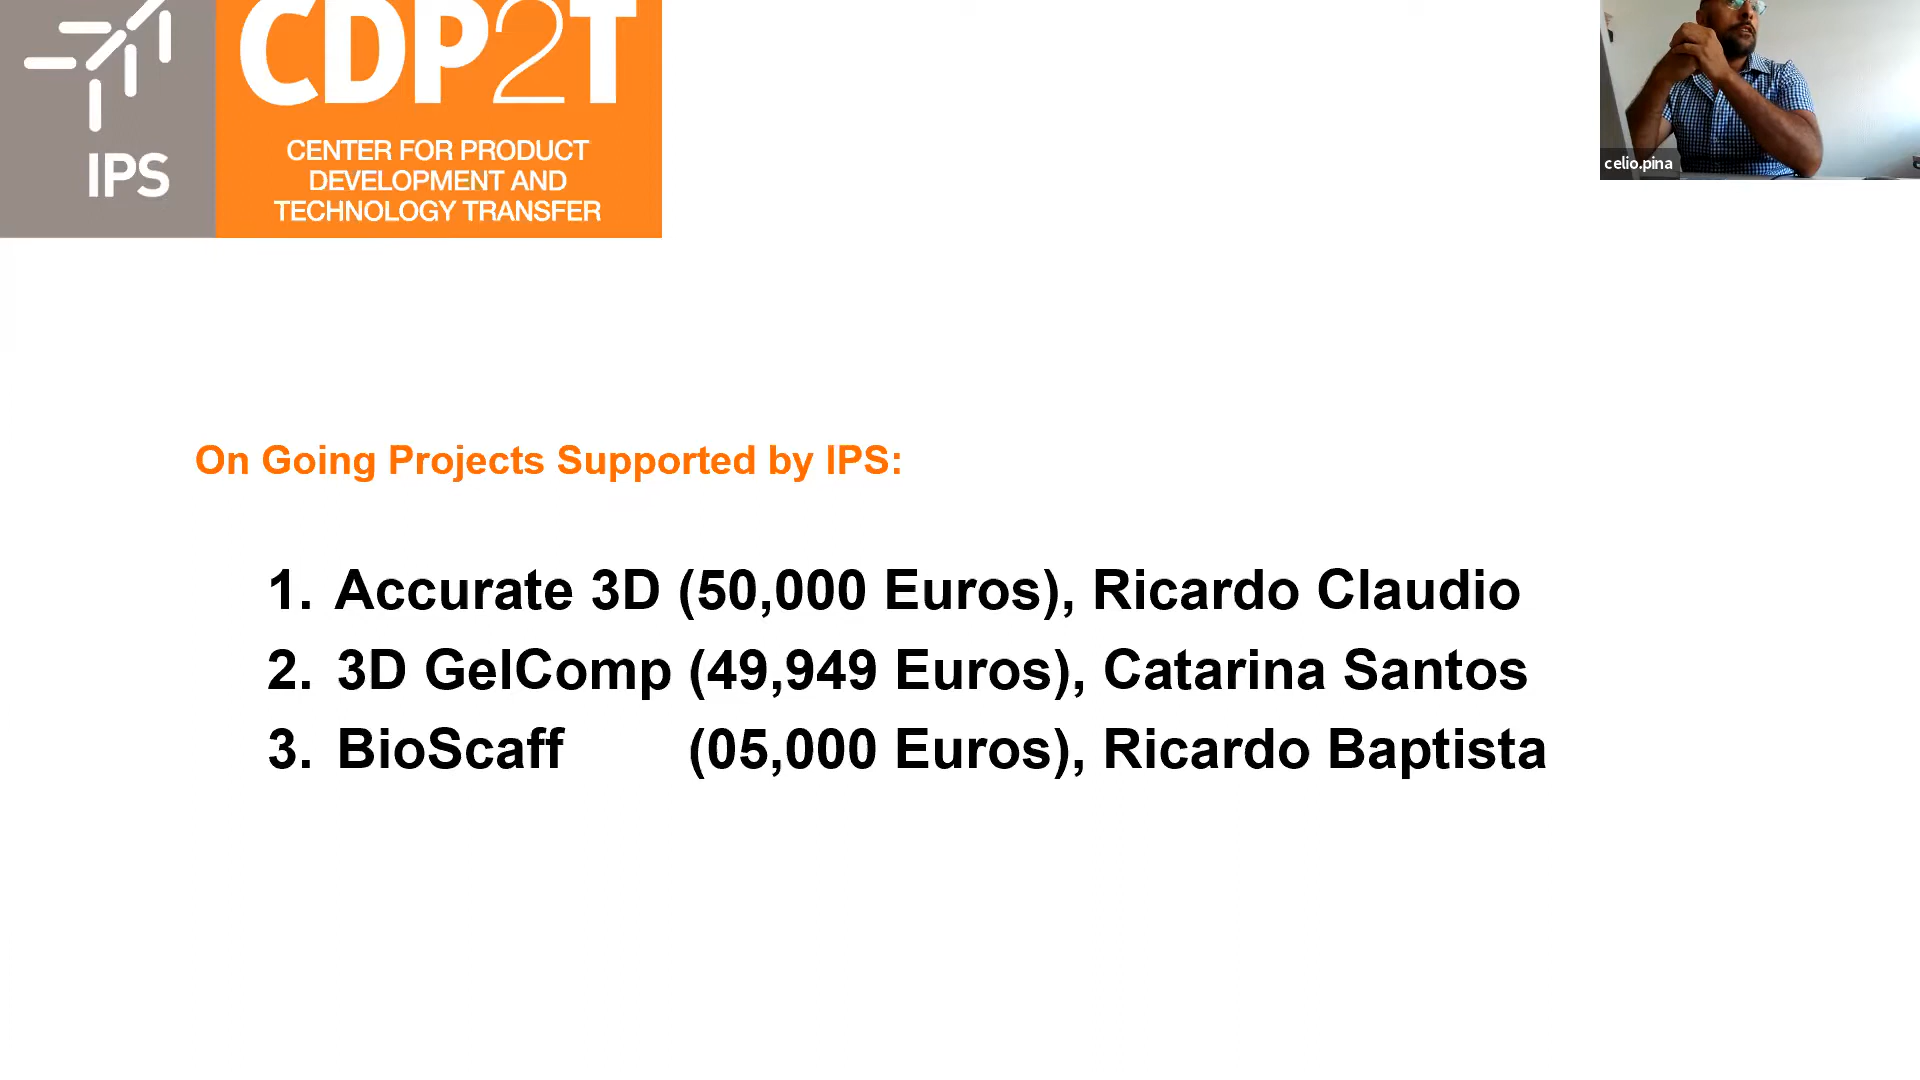 CDP2T
IPS
CENTER FOR PRODUCT
DEVELOPMENT AND
TECHNOLOGY TRANSFER
celio.pina
On Going Projects Supported by IPS:
1. Accurate 3D (50,000 Euros), Ricardo Claudio
2. 3D GelComp (49,949 Euros), Catarina Santos
3. BioScaff (05,000 Euros), Ricardo Baptista